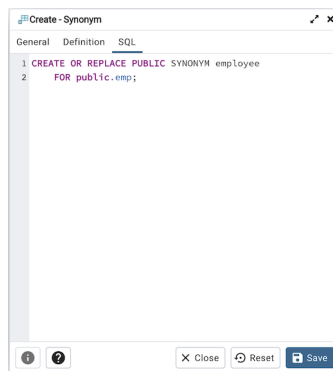 Create - Synonym
General Definition SQL
1 CREATE OR REPLACE PUBLIC SYNONYM employee
2 FOR public.emp;
Close Reset Save